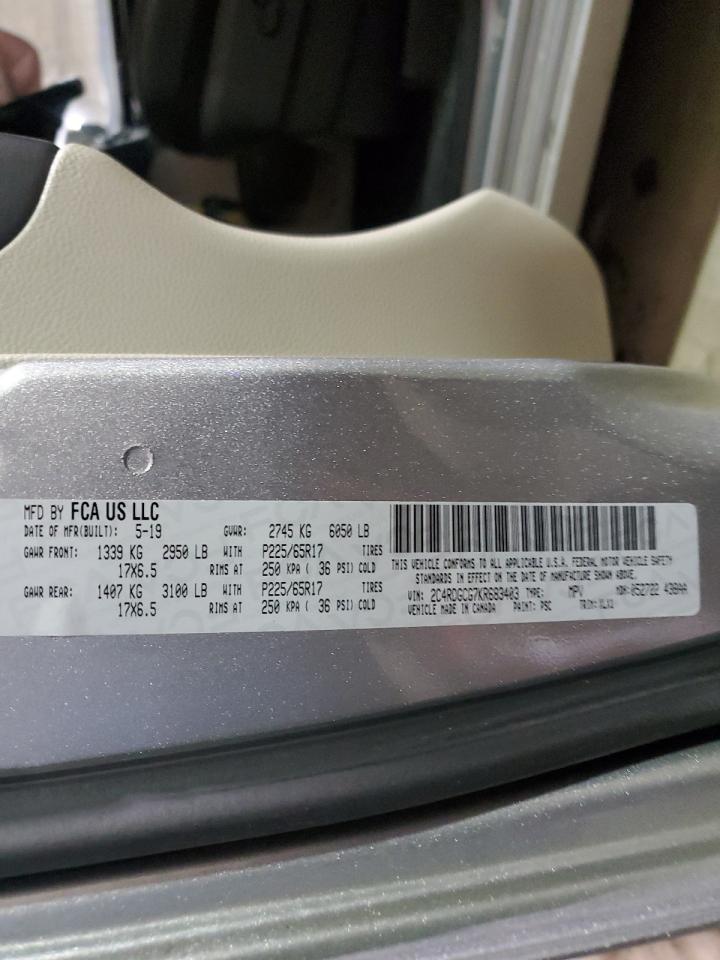 MFD BY FCA US LLC
DATE OF MFR(BUILT): 5-19 GVWR: 2745 KG 6050 LB
GAWR FRONT: 1339 KG 2950 LB WITH P225/65R17 TIRES
17X6.5 RIMS AT 250 KPA ( 36 PSI) COLD
GAWR REAR: 1407 KG 3100 LB WITH P225/65R17 TIRES
17X6.5 RIMS AT 250 KPA ( 36 PSI) COLD
THIS VEHICLE CONFORMS TO ALL APPLICABLE U.S.A. FEDERAL MOTOR VEHICLE SAFETY
STANDARDS IN EFFECT ON THE DATE OF MANUFACTURE SHOWN ABOVE.
VIN: 2C4RDGCG7KR683403 TYPE: MPV MDH: 052722 438AA
VEHICLE MADE IN CANADA PAINT: PSC TRIM: